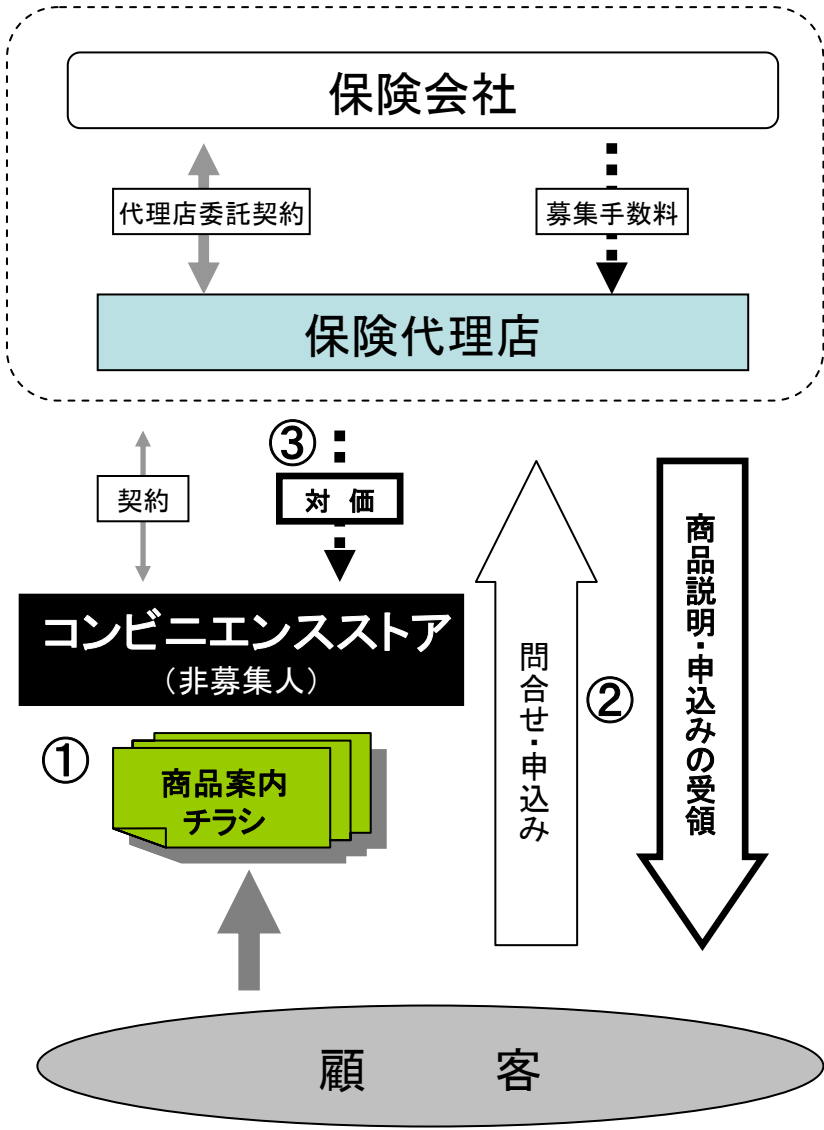 保険会社
代理店委託契約
募集手数料
保険代理店
契約
③
対 価
コンビニエンスストア
（非募集人）
①
商品案内
チラシ
問合せ・申込み
②
商品説明・申込みの受領
顧 客